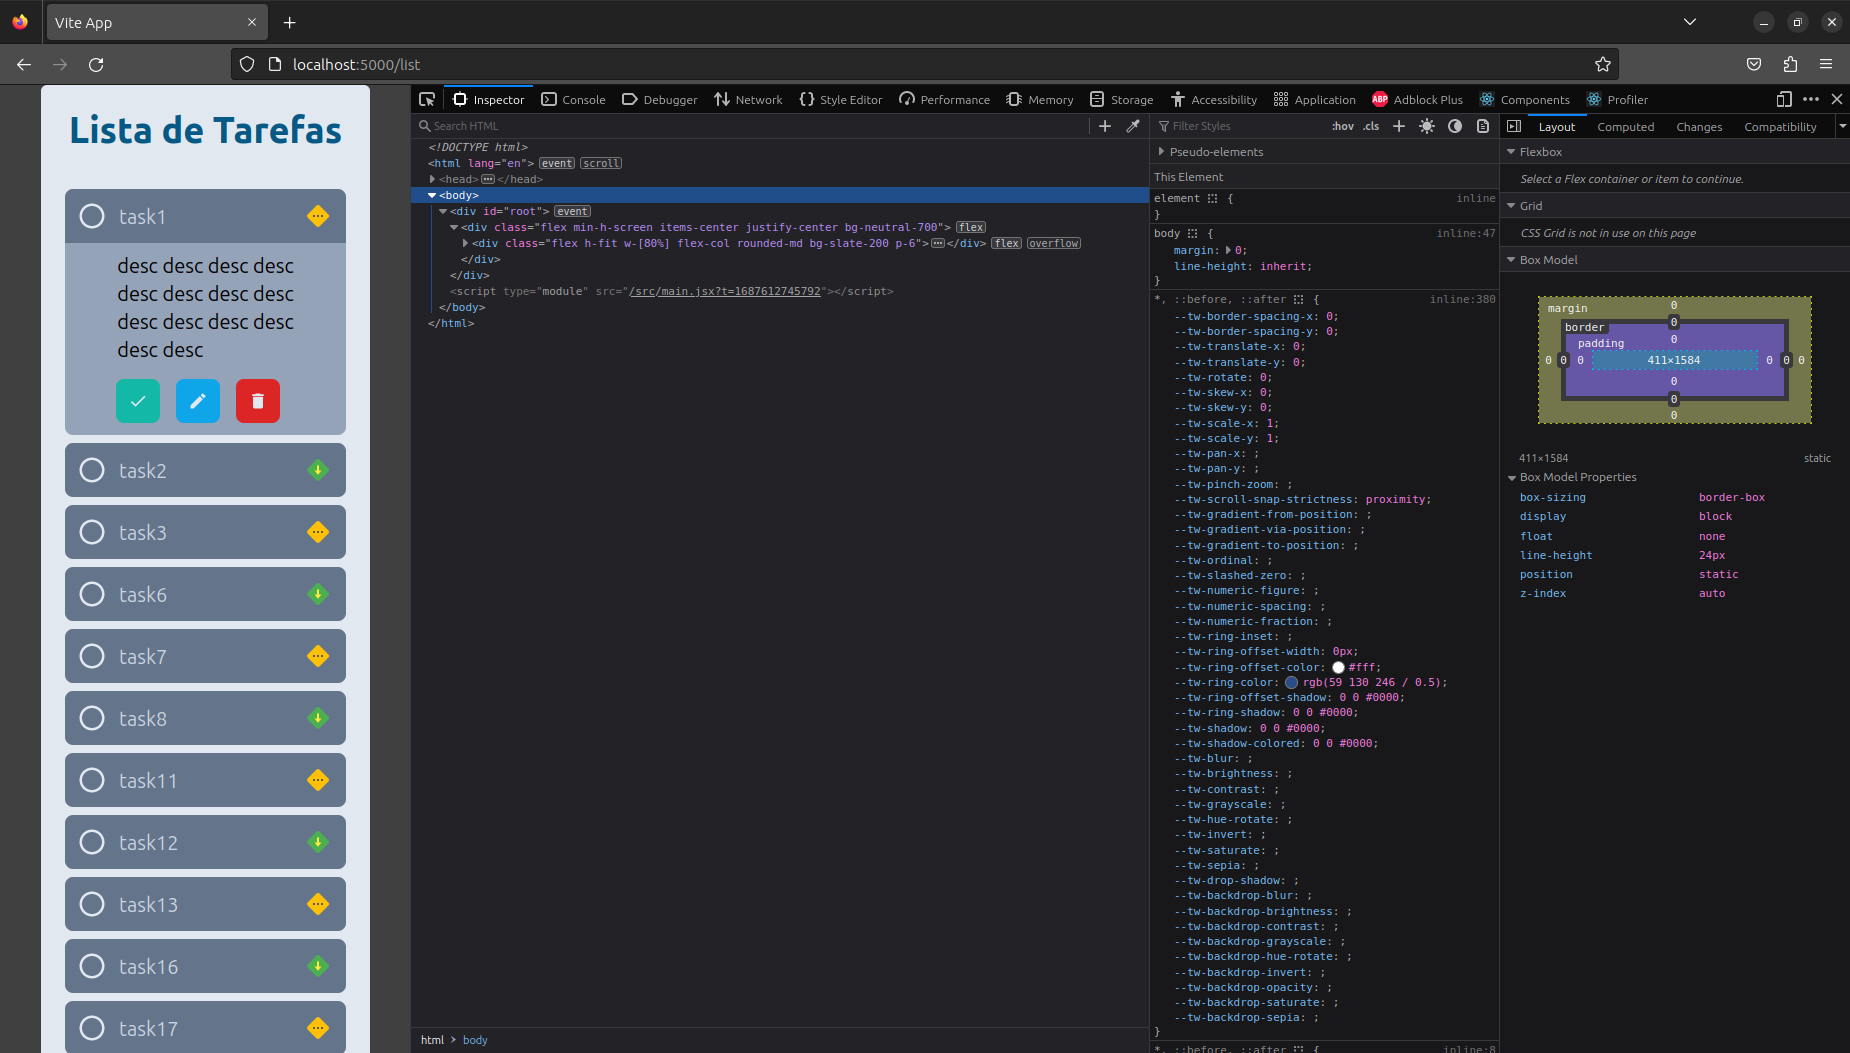 Vite App
localhost:5000/list
Lista de Tarefas
task1
desc desc desc desc
desc desc desc desc
desc desc desc desc
desc desc
task2
task3
task6
task7
task8
task11
task12
task13
task16
task17
Inspector
Console
Debugger
Network
Style Editor
Performance
Memory
Storage
Accessibility
Application
ABP Adblock Plus
Components
Profiler
Search HTML
<!DOCTYPE html>
<html lang="en"> event scroll
<head> ••• </head>
<body>
<div id="root"> event
<div class="flex min-h-screen items-center justify-center bg-neutral-700"> flex
<div class="flex h-fit w-[80%] flex-col rounded-md bg-slate-200 p-6"> ••• </div> flex overflow
</div>
</div>
<script type="module" src="/src/main.jsx?t=1687612745792"></script>
</body>
</html>
html > body
Filter Styles
:hov .cls +
Pseudo-elements
This Element
element { inline
}
body { inline:47
margin: 0;
line-height: inherit;
}
*, ::before, ::after { inline:380
--tw-border-spacing-x: 0;
--tw-border-spacing-y: 0;
--tw-translate-x: 0;
--tw-translate-y: 0;
--tw-rotate: 0;
--tw-skew-x: 0;
--tw-skew-y: 0;
--tw-scale-x: 1;
--tw-scale-y: 1;
--tw-pan-x: ;
--tw-pan-y: ;
--tw-pinch-zoom: ;
--tw-scroll-snap-strictness: proximity;
--tw-gradient-from-position: ;
--tw-gradient-via-position: ;
--tw-gradient-to-position: ;
--tw-ordinal: ;
--tw-slashed-zero: ;
--tw-numeric-figure: ;
--tw-numeric-spacing: ;
--tw-numeric-fraction: ;
--tw-ring-inset: ;
--tw-ring-offset-width: 0px;
--tw-ring-offset-color: #fff;
--tw-ring-color: rgb(59 130 246 / 0.5);
--tw-ring-offset-shadow: 0 0 #0000;
--tw-ring-shadow: 0 0 #0000;
--tw-shadow: 0 0 #0000;
--tw-shadow-colored: 0 0 #0000;
--tw-blur: ;
--tw-brightness: ;
--tw-contrast: ;
--tw-grayscale: ;
--tw-hue-rotate: ;
--tw-invert: ;
--tw-saturate: ;
--tw-sepia: ;
--tw-drop-shadow: ;
--tw-backdrop-blur: ;
--tw-backdrop-brightness: ;
--tw-backdrop-contrast: ;
--tw-backdrop-grayscale: ;
--tw-backdrop-hue-rotate: ;
--tw-backdrop-invert: ;
--tw-backdrop-opacity: ;
--tw-backdrop-saturate: ;
--tw-backdrop-sepia: ;
}
*, ::before, ::after { inline:8
Layout
Computed
Changes
Compatibility
Flexbox
Select a Flex container or item to continue.
Grid
CSS Grid is not in use on this page
Box Model
margin 0
border 0
padding 0
0 0 0 411×1584 0 0 0
0
0
0
411×1584 static
Box Model Properties
box-sizing border-box
display block
float none
line-height 24px
position static
z-index auto